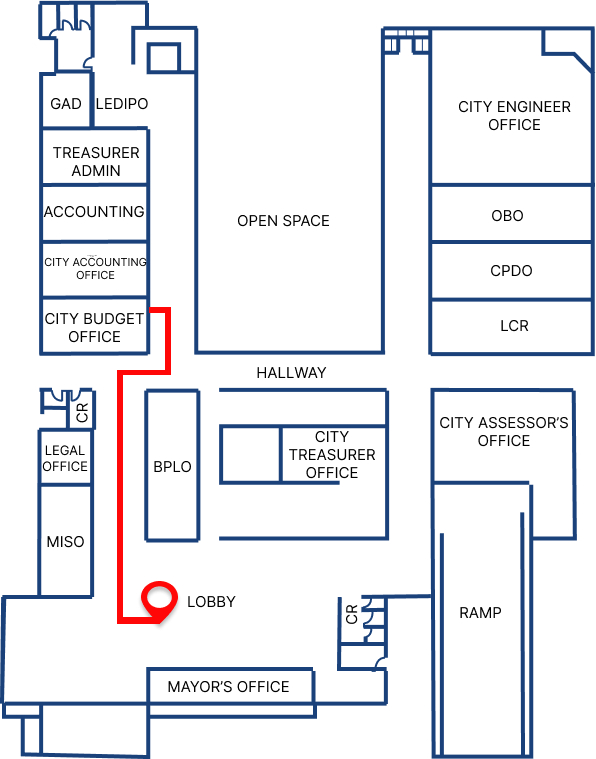 GAD
LEDIPO
TREASURER
ADMIN
ACCOUNTING
CITY ACCOUNTING
OFFICE
CITY BUDGET
OFFICE
OPEN SPACE
CITY ENGINEER
OFFICE
OBO
CPDO
LCR
HALLWAY
CR
LEGAL
OFFICE
MISO
BPLO
CITY
TREASURER
OFFICE
CITY ASSESSOR'S
OFFICE
LOBBY
CR
RAMP
MAYOR'S OFFICE